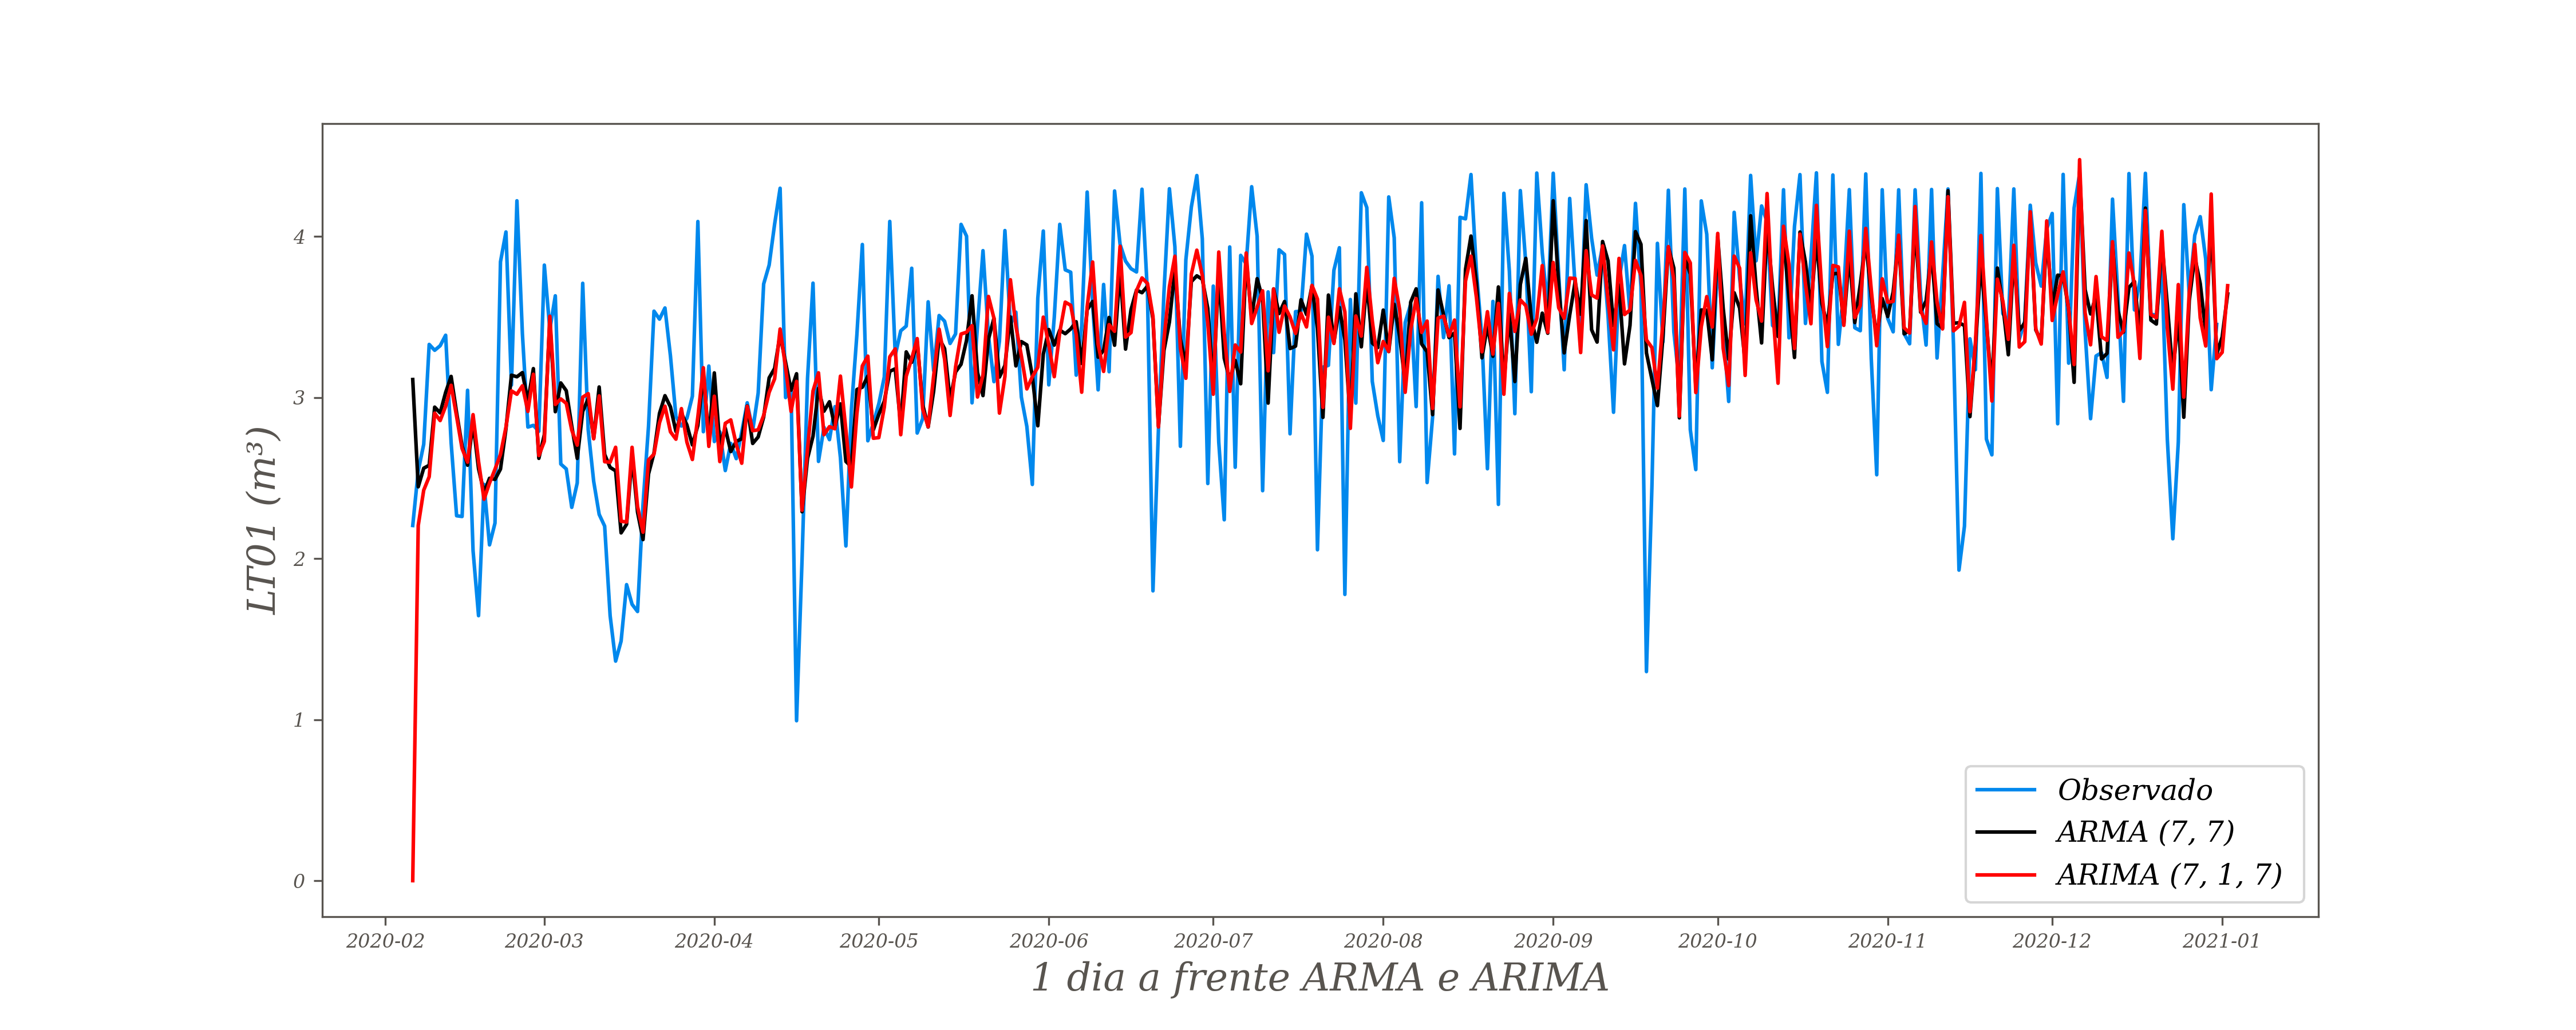 LT01 (m³)
4
3
2
1
0
2020-02 2020-03 2020-04 2020-05 2020-06 2020-07 2020-08 2020-09 2020-10 2020-11 2020-12 2021-01
1 dia a frente ARMA e ARIMA
Observado
ARMA (7, 7)
ARIMA (7, 1, 7)